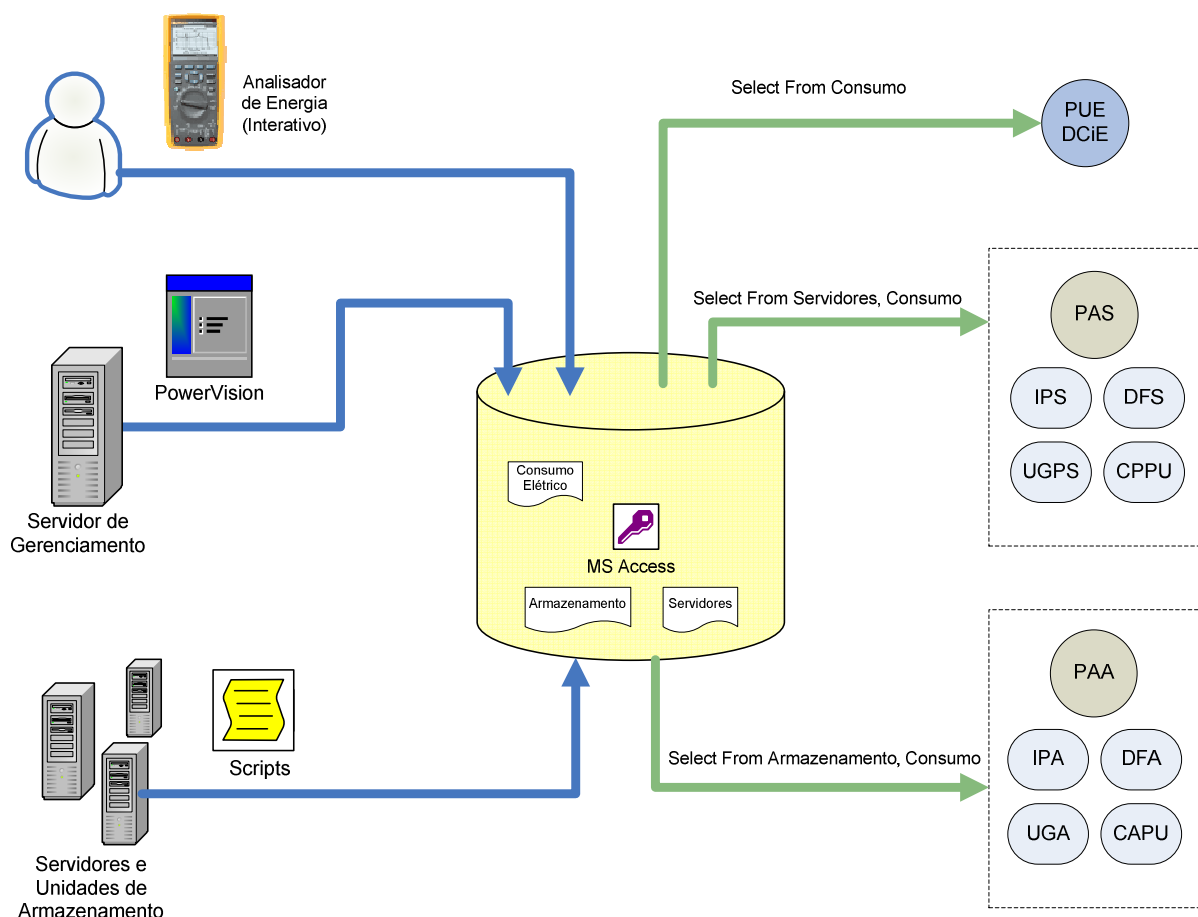 Analisador
de Energia
(Interativo)
Select From Consumo
PUE
DCiE
PowerVision
Select From Servidores, Consumo
PAS
IPS
DFS
UGPS
CPPU
Servidor de
Gerenciamento
Consumo
Elétrico
MS Access
Armazenamento
Servidores
Scripts
Select From Armazenamento, Consumo
PAA
IPA
DFA
UGA
CAPU
Servidores e
Unidades de
Armazenamento